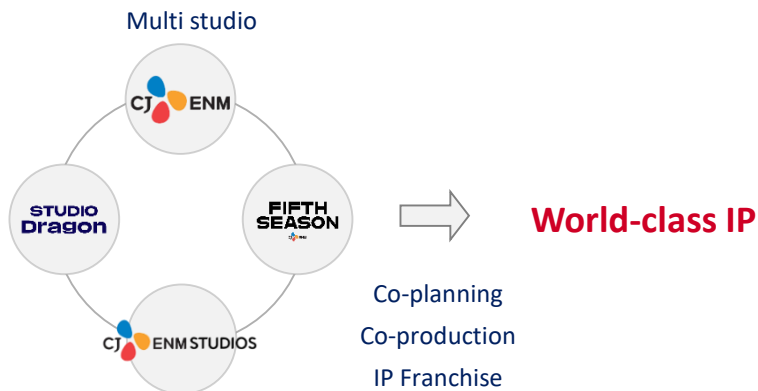 Multi studio
CJ ENM
STUDIO
Dragon
FIFTH
SEASON
World-class IP
CJ ENM STUDIOS
Co-planning
Co-production
IP Franchise